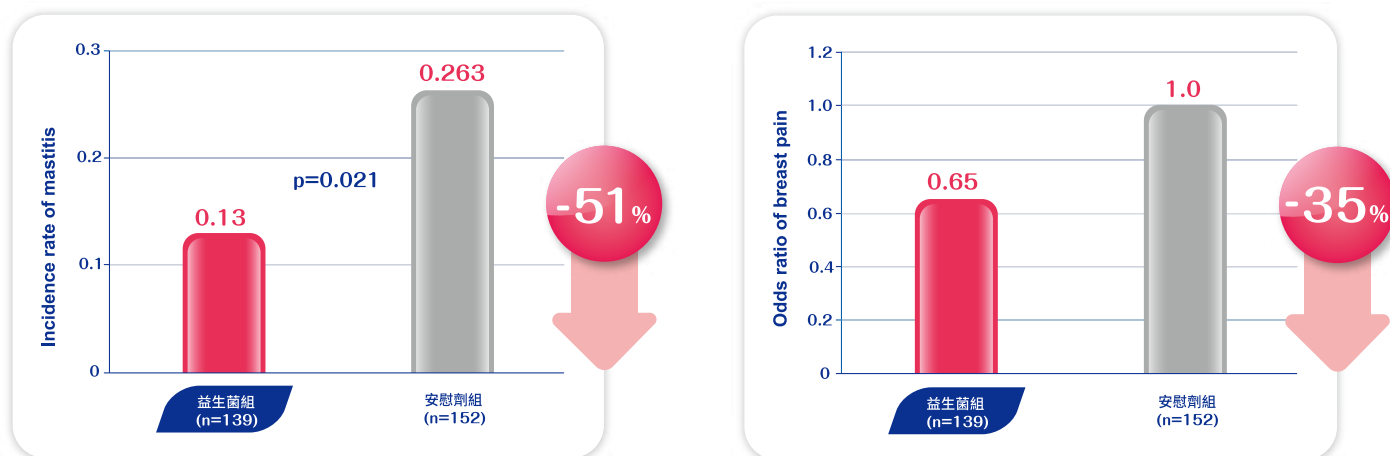 Incidence rate of mastitis
0.3
0.2
0.1
0
0.13
0.263
p=0.021
-51%
益生菌組
(n=139)
安慰劑組
(n=152)
Odds ratio of breast pain
1.2
1.0
0.8
0.6
0.4
0.2
0
0.65
1.0
-35%
益生菌組
(n=139)
安慰劑組
(n=152)